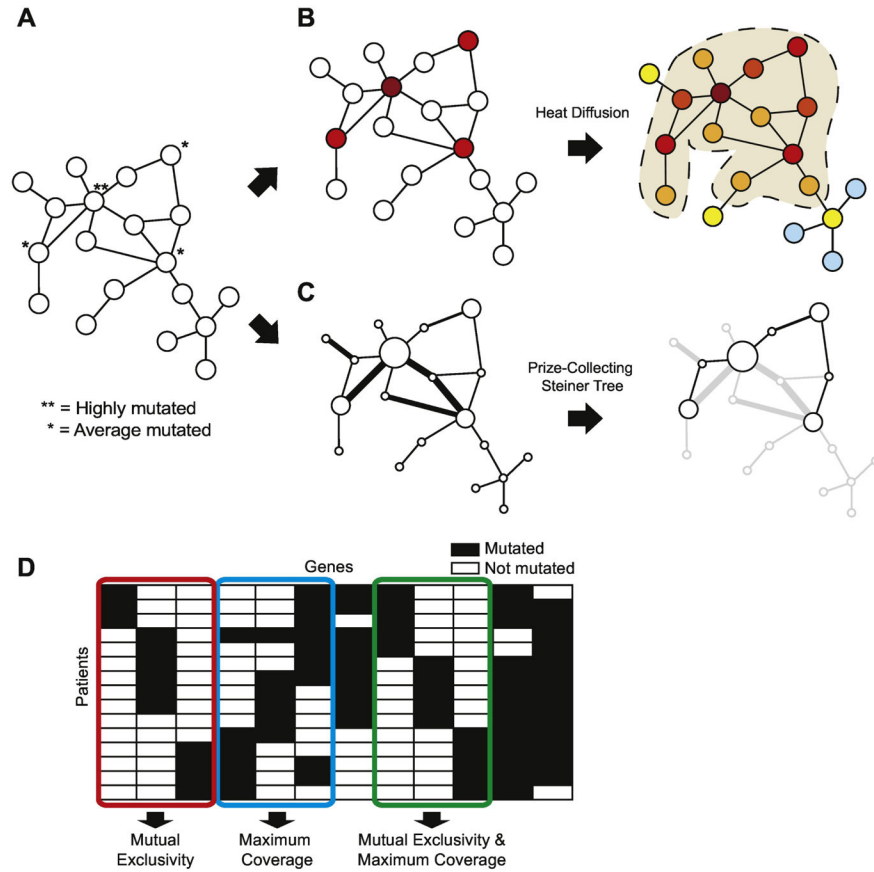 A
B
Heat Diffusion
*
**
*
*
C
Prize-Collecting
Steiner Tree
** = Highly mutated
* = Average mutated
D
Genes
Mutated
Not mutated
Patients
Mutual
Exclusivity
Maximum
Coverage
Mutual Exclusivity &
Maximum Coverage